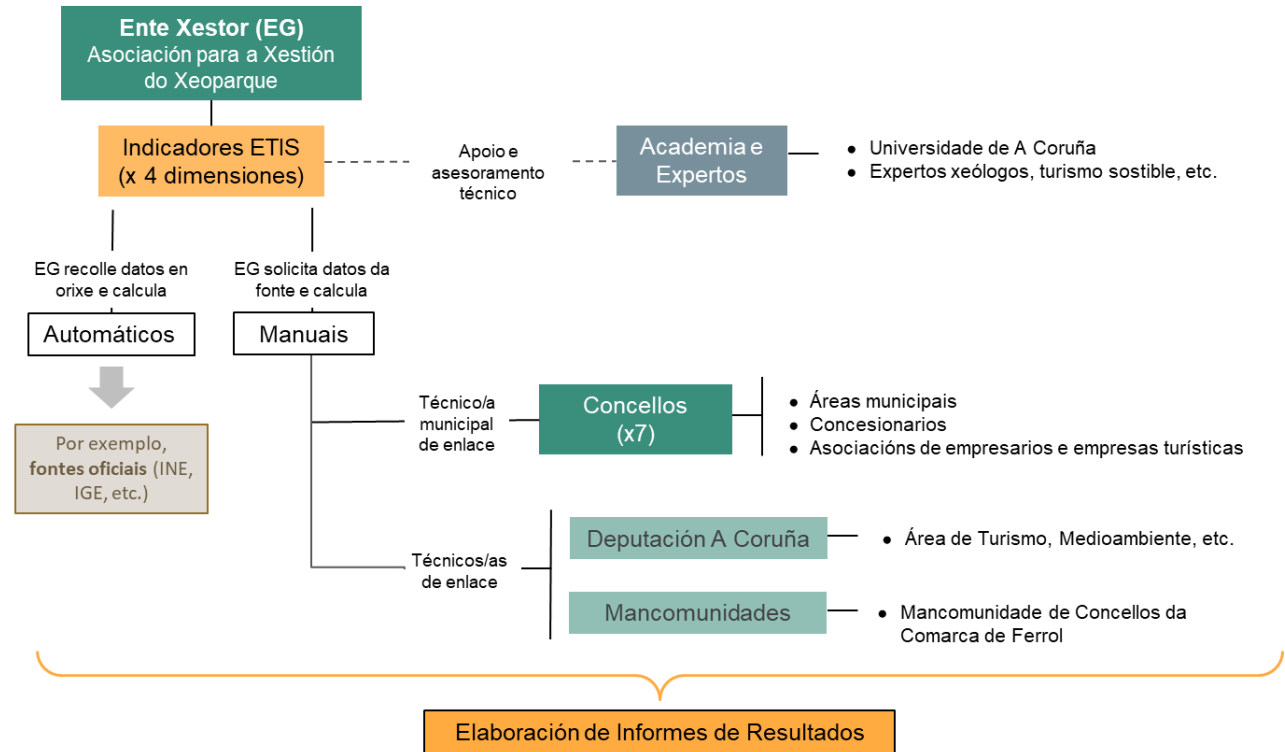 Ente Xestor (EG)
Asociación para a Xestión
do Xeoparque
Indicadores ETIS
(x 4 dimensiones)
Apoio e
asesoramento
técnico
Academia e
Expertos
● Universidade de A Coruña
● Expertos xeólogos, turismo sostible, etc.
EG recolle datos en
orixe e calcula
EG solicita datos da
fonte e calcula
Automáticos
Manuais
Por exemplo,
fontes oficiais (INE,
IGE, etc.)
Técnico/a
municipal
de enlace
Concellos
(x7)
● Áreas municipais
● Concesionarios
● Asociacións de empresarios e empresas turísticas
Técnicos/as
de enlace
Deputación A Coruña
● Área de Turismo, Medioambiente, etc.
Mancomunidades
● Mancomunidade de Concellos da
Comarca de Ferrol
Elaboración de Informes de Resultados